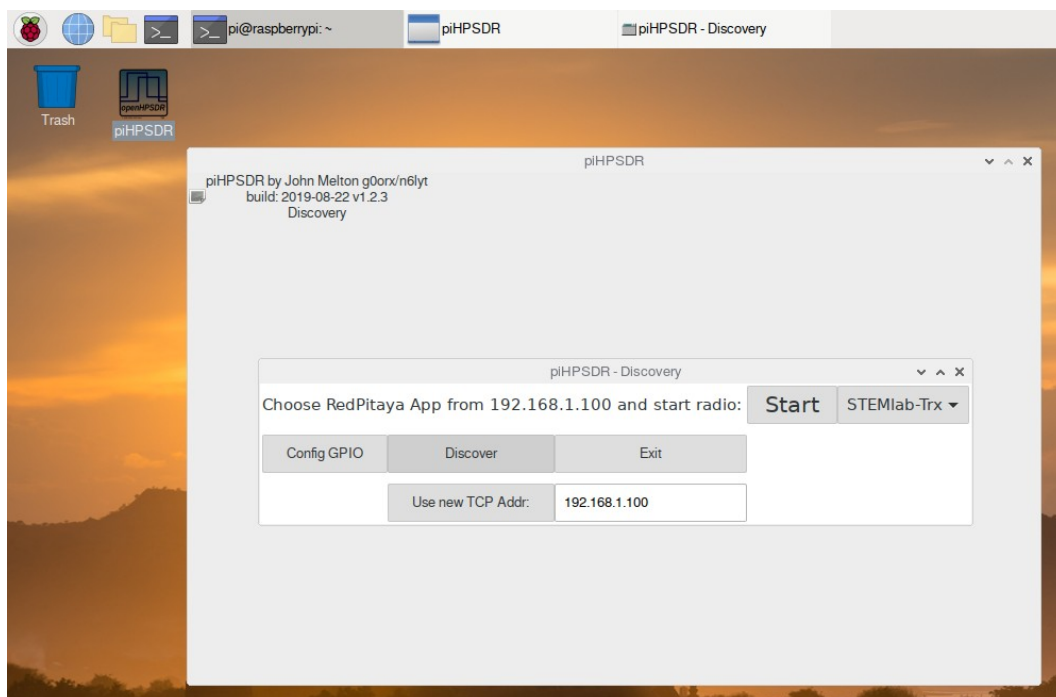 pi@raspberrypi: ~ piHPSDR piHPSDR - Discovery
Trash
openHPSDR
piHPSDR
piHPSDR
piHPSDR by John Melton g0orx/n6lyt
build: 2019-08-22 v1.2.3
Discovery
piHPSDR - Discovery
Choose RedPitaya App from 192.168.1.100 and start radio: Start STEMlab-Trx
Config GPIO Discover Exit
Use new TCP Addr: 192.168.1.100